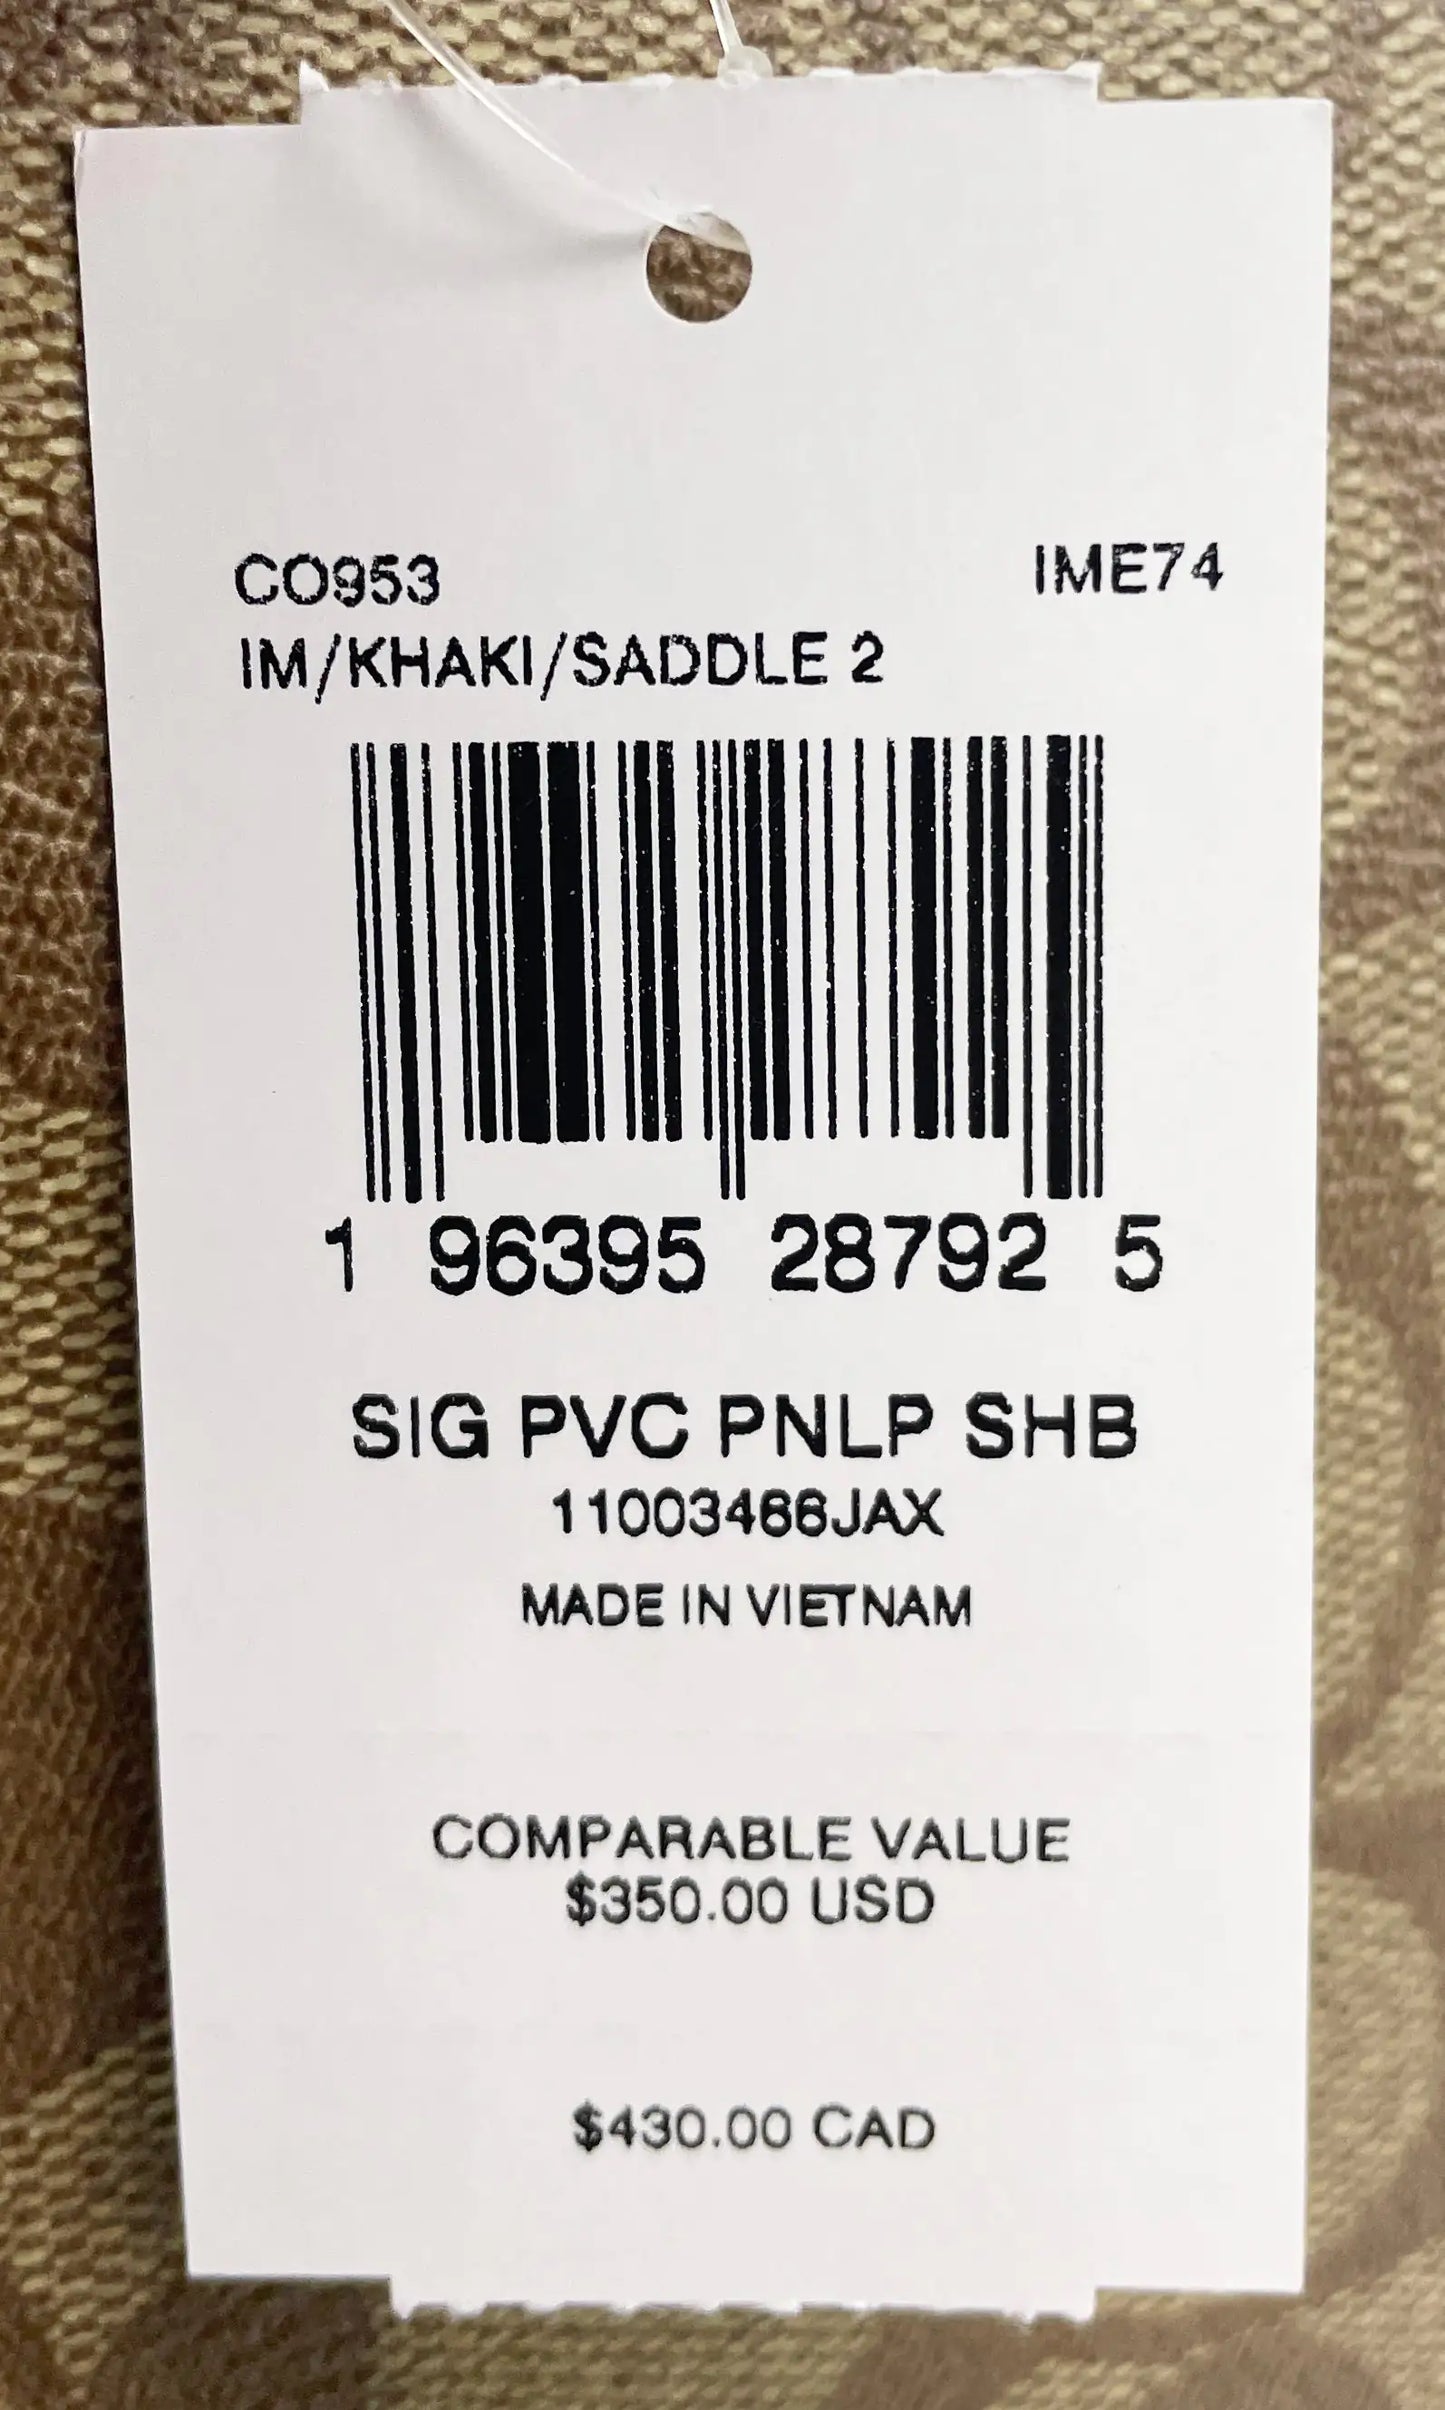 CO953 IME74
IM/KHAKI/SADDLE 2
1 96395 28792 5
SIG PVC PNLP SHB
11003466JAX
MADE IN VIETNAM
COMPARABLE VALUE
$350.00 USD
$430.00 CAD